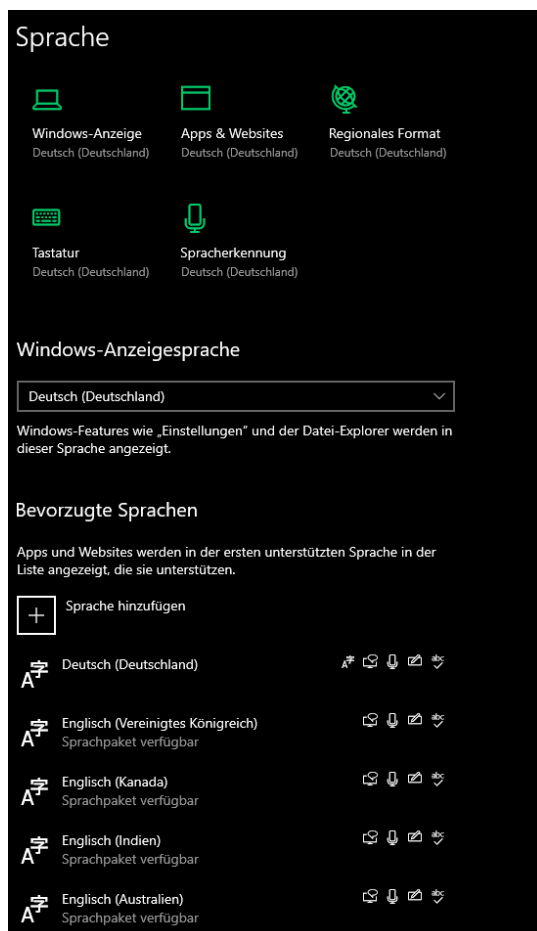 Sprache
Windows-Anzeige
Deutsch (Deutschland)
Apps & Websites
Deutsch (Deutschland)
Regionales Format
Deutsch (Deutschland)
Tastatur
Deutsch (Deutschland)
Spracherkennung
Deutsch (Deutschland)
Windows-Anzeigesprache
Deutsch (Deutschland)
Windows-Features wie „Einstellungen“ und der Datei-Explorer werden in
dieser Sprache angezeigt.
Bevorzugte Sprachen
Apps und Websites werden in der ersten unterstützten Sprache in der
Liste angezeigt, die sie unterstützen.
Sprache hinzufügen
Deutsch (Deutschland)
Englisch (Vereinigtes Königreich)
Sprachpaket verfügbar
Englisch (Kanada)
Sprachpaket verfügbar
Englisch (Indien)
Sprachpaket verfügbar
Englisch (Australien)
Sprachpaket verfügbar